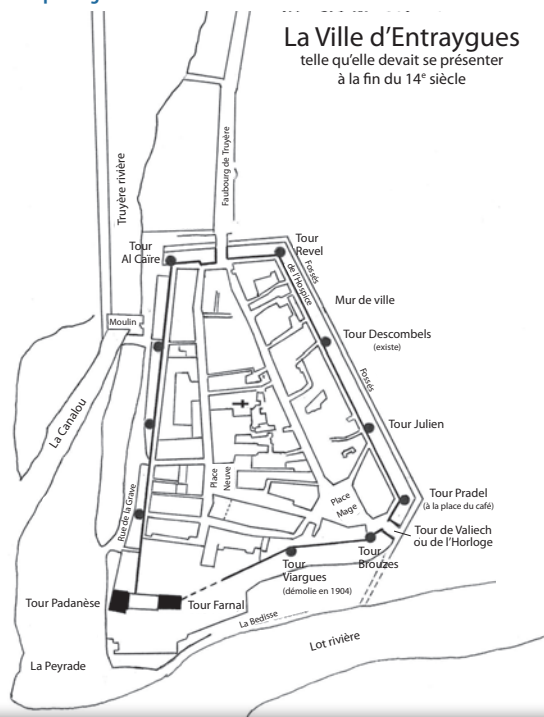 La Ville d'Entraygues
telle qu'elle devait se présenter
à la fin du 14e siècle
Truyère rivière
Faubourg de Truyère
Tour
Al Caïre
Tour
Revel
Fossés
de l'Hospice
Mur de ville
Moulin
Tour Descombels
(existe)
Fossés
La Canalou
Tour Julien
Place
Neuve
Rue de la Grave
Place
Mage
Tour Pradel
(à la place du café)
Tour de Valiech
ou de l'Horloge
Tour
Brouzes
Tour
Viargues
(démolie en 1904)
Tour Padanèse
Tour Farnal
La Bedisse
Lot rivière
La Peyrade